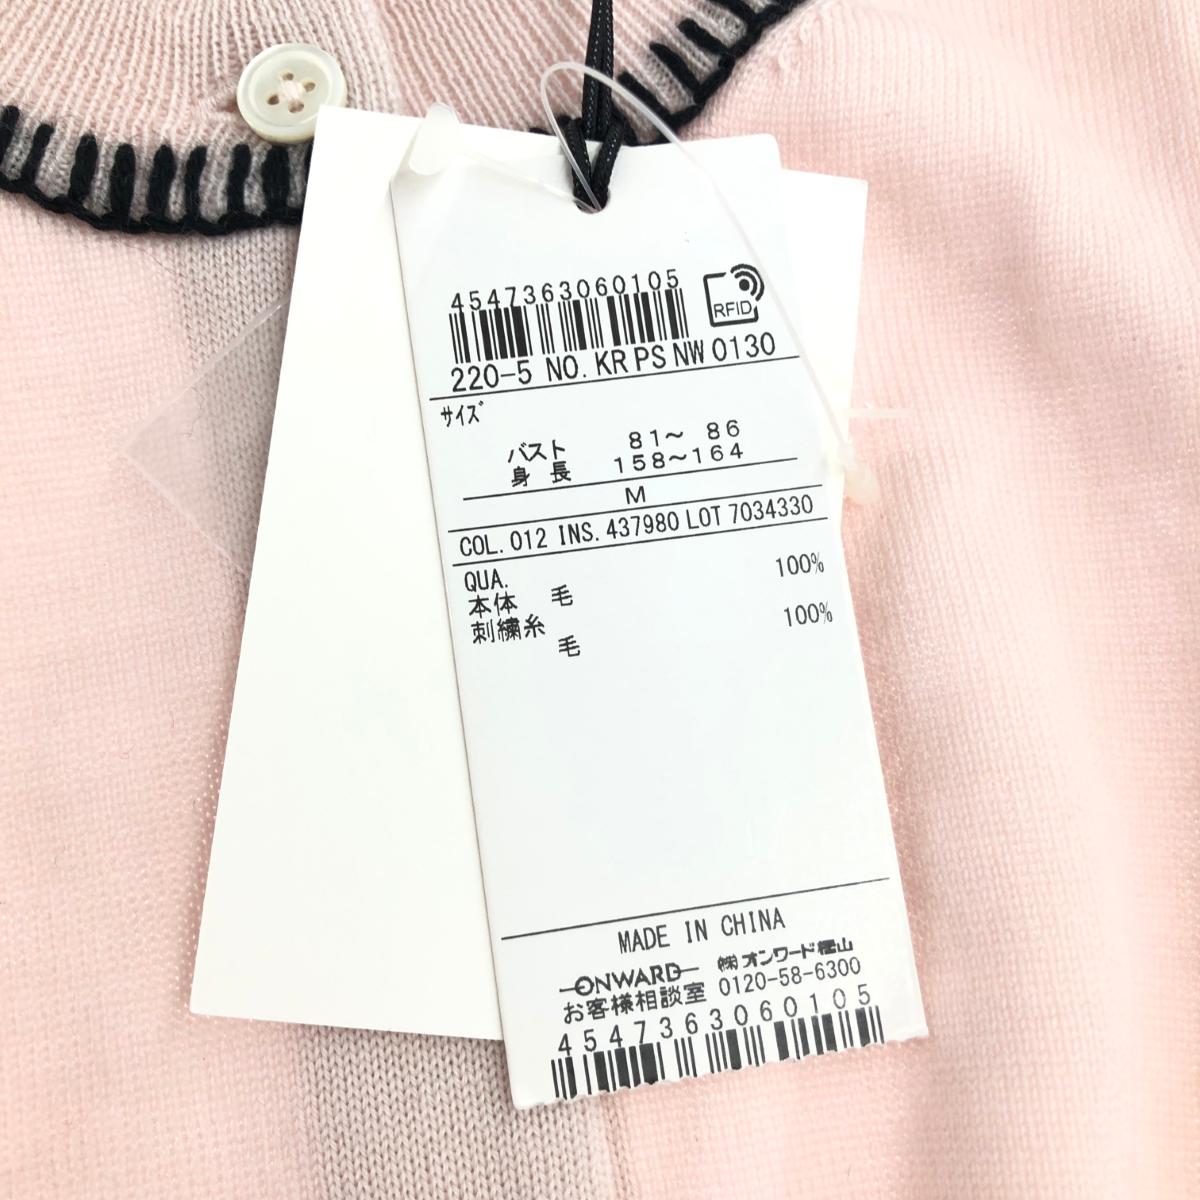 4547363060105
RFID
220-5 NO. KR PS NW 0130
サイズ
バスト 81～ 86
身 長 158～164
M
COL. 012 INS. 437980 LOT 7034330
QUA.
本体 毛 100%
刺繍糸
毛 100%
MADE IN CHINA
ONWARD ㈱オンワード樫山
お客様相談室 0120-58-6300
4547363060105